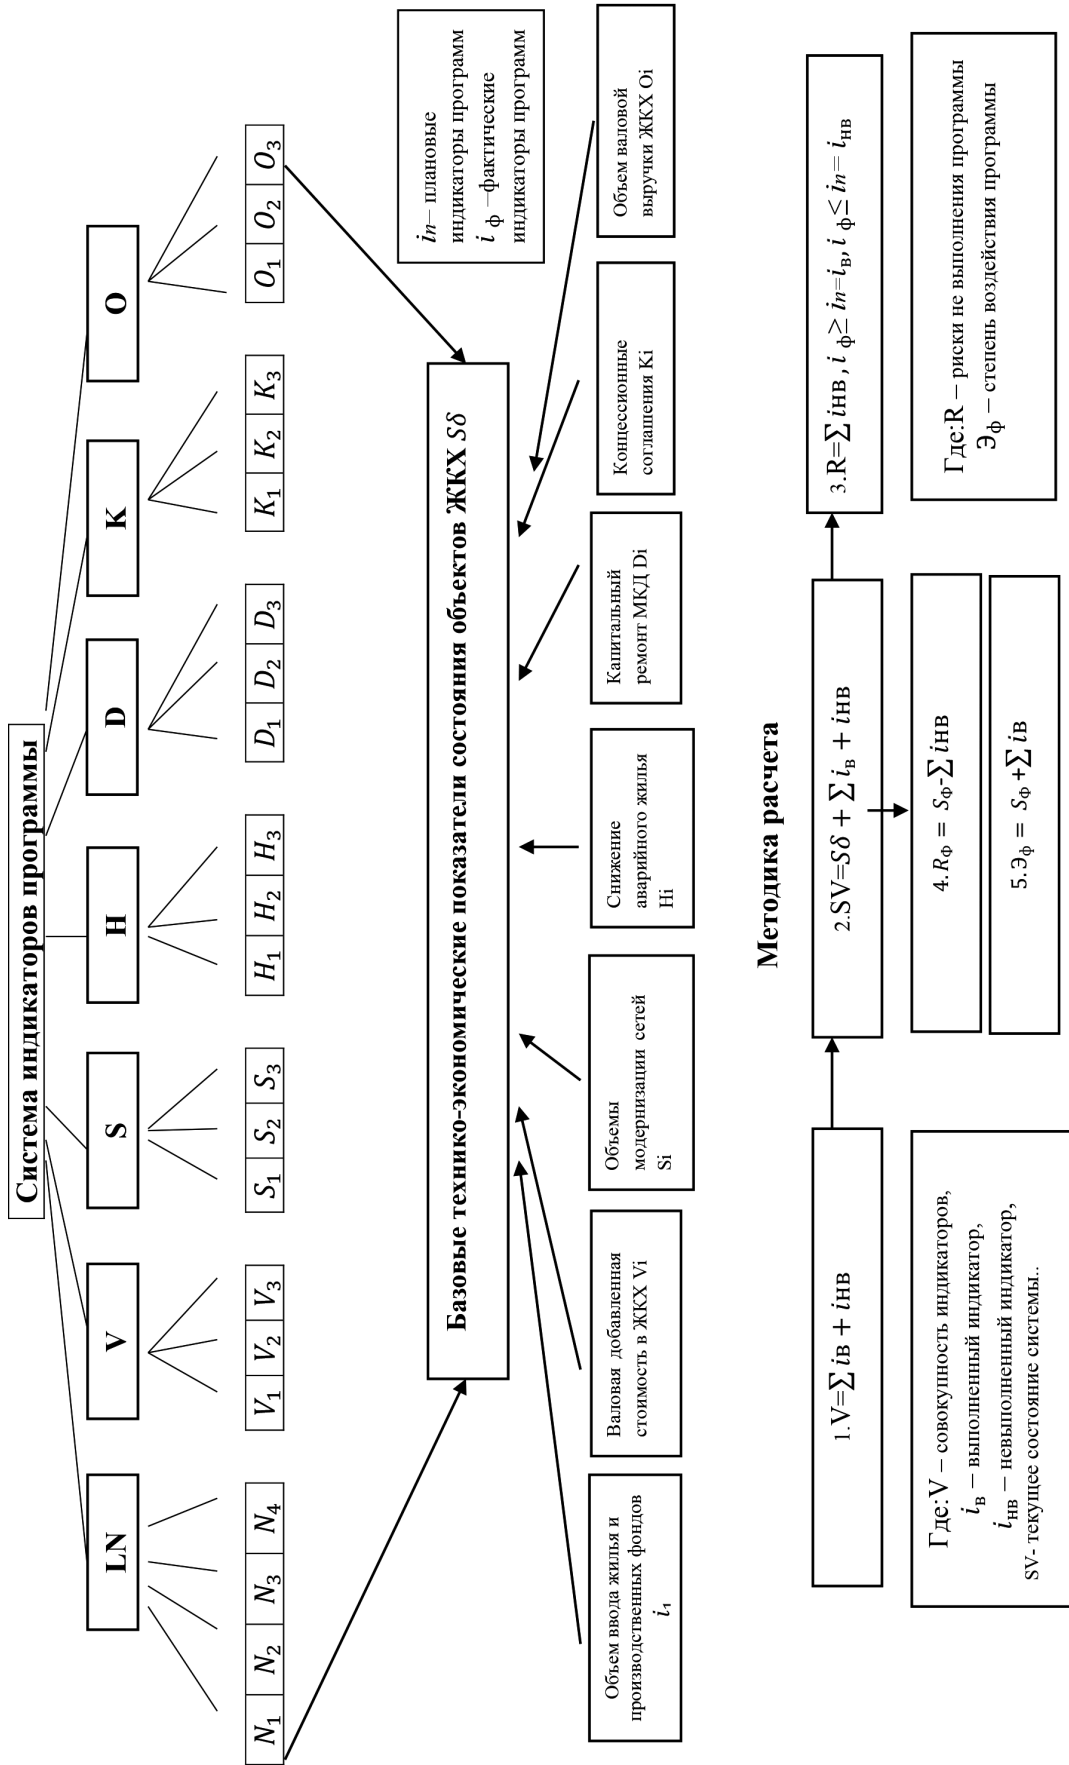 Система индикаторов программы
LN
V
S
H
D
K
O
N₁ N₂ N₃ N₄
V₁ V₂ V₃
S₁ S₂ S₃
H₁ H₂ H₃
D₁ D₂ D₃
K₁ K₂ K₃
O₁ O₂ O₃
iп– плановые
индикаторы программ
i ф –фактические
индикаторы программ
Базовые технико-экономические показатели состояния объектов ЖКХ Sδ
Объем ввода жилья и
производственных фондов
i₁
Валовая добавленная
стоимость в ЖКХ Vi
Объемы
модернизации сетей
Si
Снижение
аварийного жилья
Hi
Капитальный
ремонт МКД Di
Концессионные
соглашения Ki
Объем валовой
выручки ЖКХ Oi
Методика расчета
1.V=∑ iв + iнв
2.SV=Sδ + ∑ iв + iнв
3.R=∑ iнв , i ф≥ iп=iв, i ф≤ iп= iнв
Где:V – совокупность индикаторов,
iв – выполненный индикатор,
iнв – невыполненный индикатор,
SV- текущее состояние системы..
4.Rф = Sф-∑ iнв
5.Эф = Sф +∑ iв
Где:R – риски не выполнения программы
Эф – степень воздействия программы